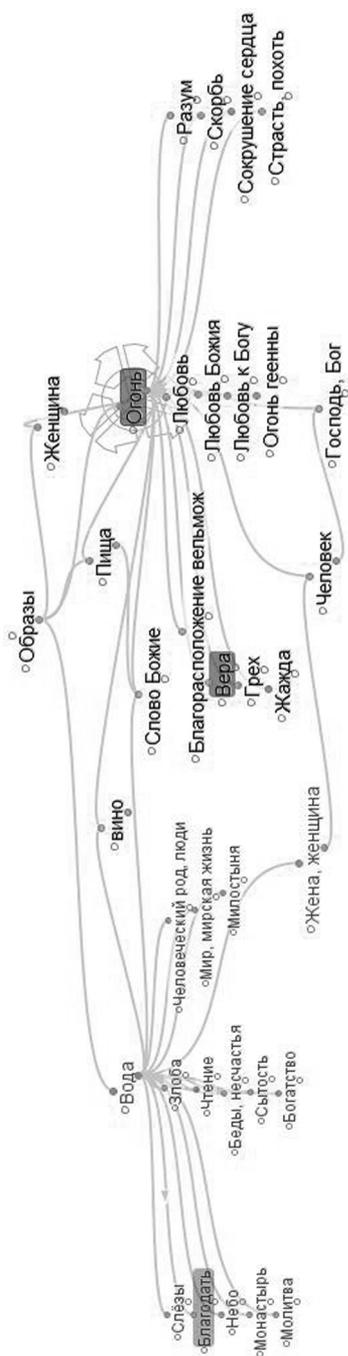 Образы
Вода
вино
Пища
Женщина
Огонь
Слёзы
Благодать
Небо
Монастырь
Молитва
Злоба
Чтение
Беды, несчастья
Сытость
Богатство
Человеческий род, люди
Мир, мирская жизнь
Милостыня
Жена, женщина
Слово Божие
Благорасположение вельмож
Вера
Грех
Жажда
Человек
Любовь
Любовь Божия
Любовь к Богу
Огонь геенны
Господь, Бог
Разум
Скорбь
Сокрушение сердца
Страсть, похоть